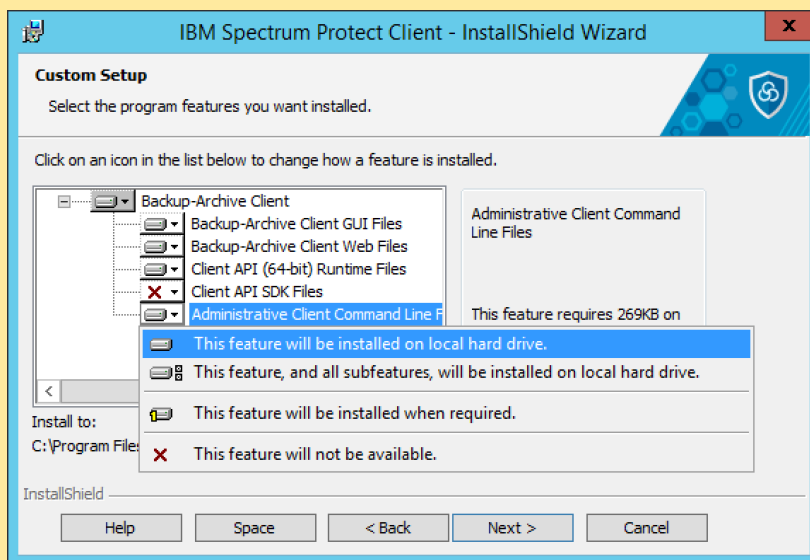 IBM Spectrum Protect Client - InstallShield Wizard
Custom Setup
Select the program features you want installed.
Click on an icon in the list below to change how a feature is installed.
Backup-Archive Client
Backup-Archive Client GUI Files
Backup-Archive Client Web Files
Client API (64-bit) Runtime Files
Client API SDK Files
Administrative Client Command Line F
Administrative Client Command
Line Files
This feature requires 269KB on
This feature will be installed on local hard drive.
This feature, and all subfeatures, will be installed on local hard drive.
This feature will be installed when required.
This feature will not be available.
Install to:
C:\Program Files
InstallShield
Help
Space
< Back
Next >
Cancel